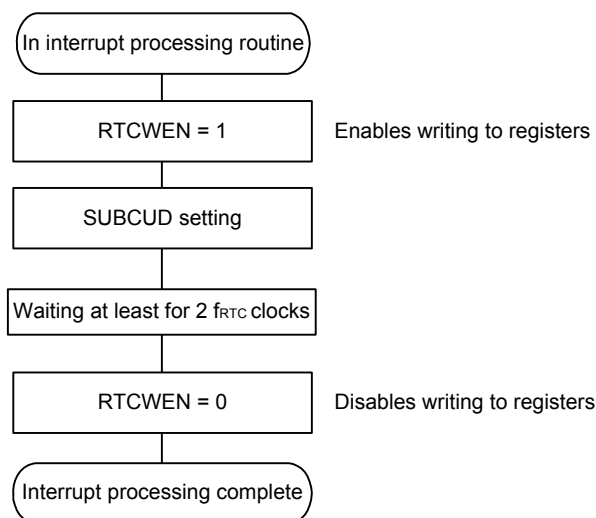 In interrupt processing routine
RTCWEN = 1
Enables writing to registers
SUBCUD setting
Waiting at least for 2 fRTC clocks
RTCWEN = 0
Disables writing to registers
Interrupt processing complete